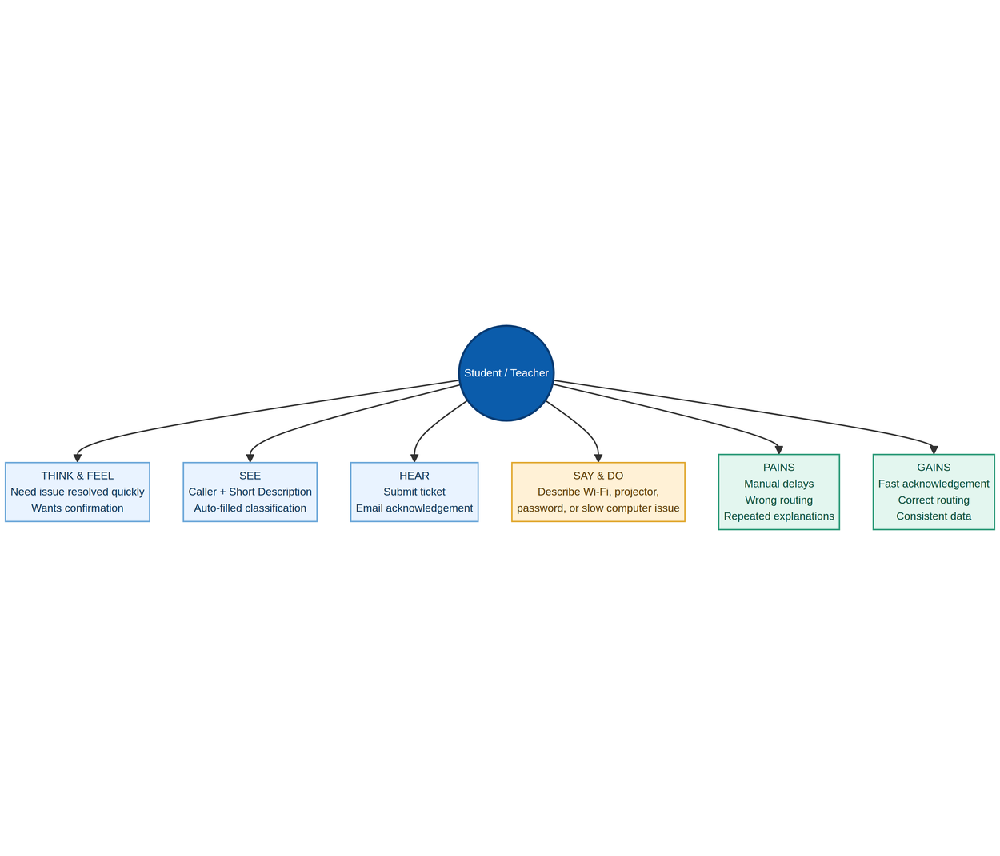 Student / Teacher
THINK & FEEL
Need issue resolved quickly
Wants confirmation
SEE
Caller + Short Description
Auto-filled classification
HEAR
Submit ticket
Email acknowledgement
SAY & DO
Describe Wi-Fi, projector,
password, or slow computer issue
PAINS
Manual delays
Wrong routing
Repeated explanations
GAINS
Fast acknowledgement
Correct routing
Consistent data